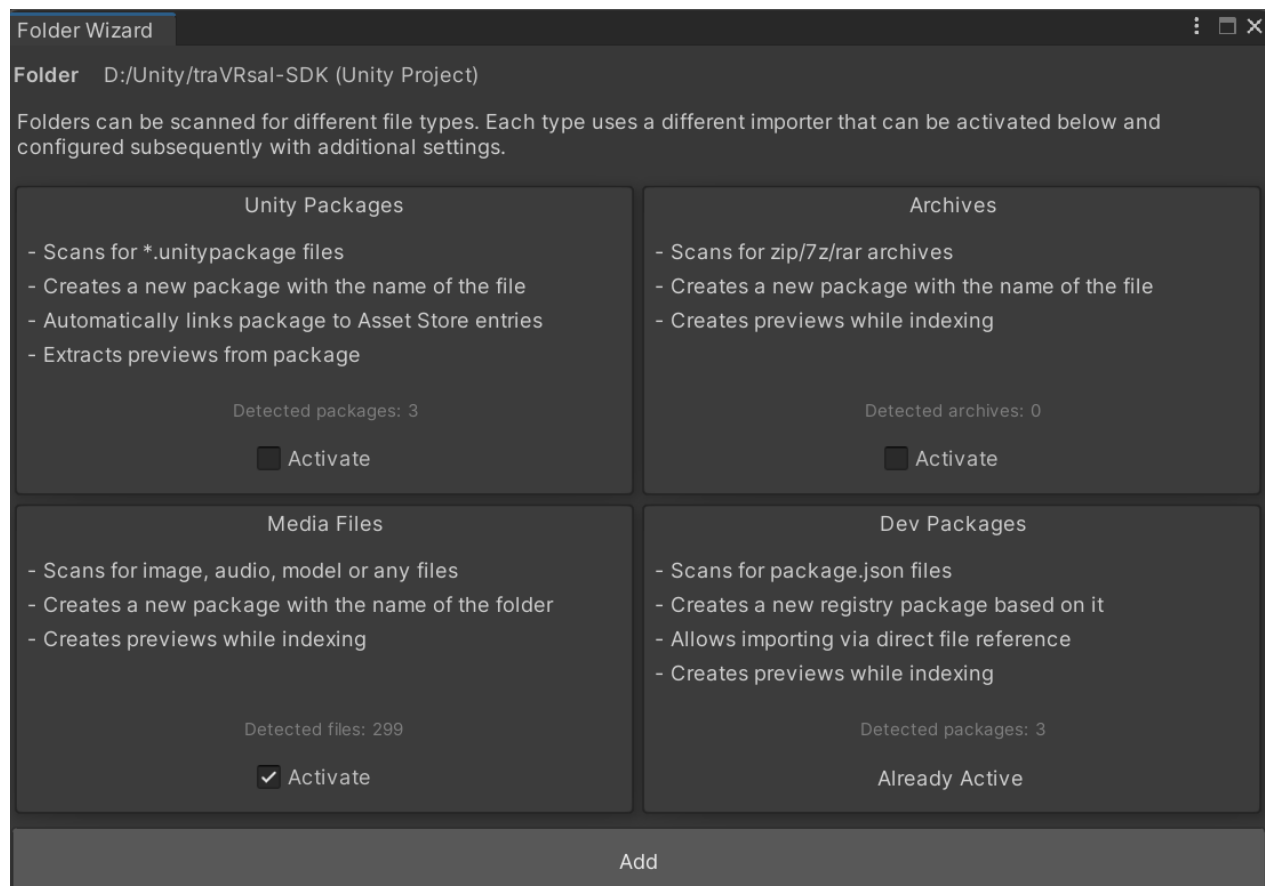 Folder Wizard
Folder D:/Unity/traVRsal-SDK (Unity Project)
Folders can be scanned for different file types. Each type uses a different importer that can be activated below and
configured subsequently with additional settings.
Unity Packages
- Scans for *.unitypackage files
- Creates a new package with the name of the file
- Automatically links package to Asset Store entries
- Extracts previews from package
Detected packages: 3
Activate
Archives
- Scans for zip/7z/rar archives
- Creates a new package with the name of the file
- Creates previews while indexing
Detected archives: 0
Activate
Media Files
- Scans for image, audio, model or any files
- Creates a new package with the name of the folder
- Creates previews while indexing
Detected files: 299
Activate
Dev Packages
- Scans for package.json files
- Creates a new registry package based on it
- Allows importing via direct file reference
- Creates previews while indexing
Detected packages: 3
Already Active
Add